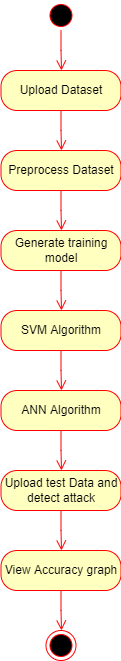 Upload Dataset
Preprocess Dataset
Generate training
model
SVM Algorithm
ANN Algorithm
Upload test Data and
detect attack
View Accuracy graph